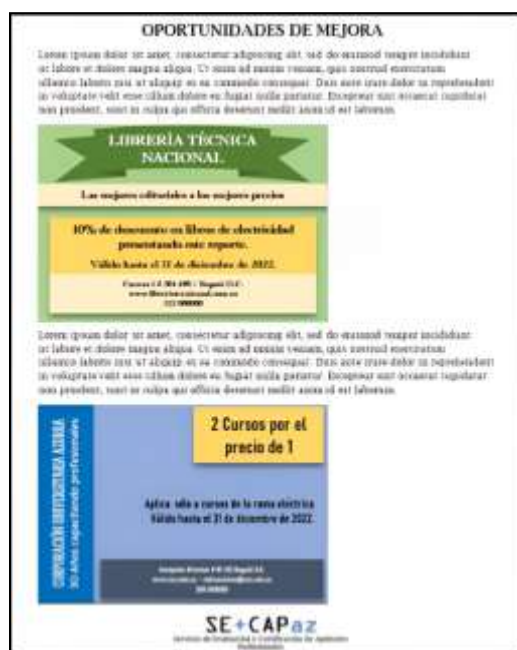 OPORTUNIDADES DE MEJORA
Lorem ipsum dolor sit amet, consectetur adipiscing elit, sed do eiusmod tempor incididunt
ut labore et dolore magna aliqua. Ut enim ad minim veniam, quis nostrud exercitation
ullamco laboris nisi ut aliquip ex ea commodo consequat. Duis aute irure dolor in reprehenderit
in voluptate velit esse cillum dolore eu fugiat nulla pariatur. Excepteur sint occaecat cupidatat
non proident, sunt in culpa qui officia deserunt mollit anim id est laborum.
LIBRERÍA TÉCNICA
NACIONAL
Las mejores editoriales a los mejores precios
10% de descuento en libros de electricidad
presentando este reporte.
Válido hasta el 31 de diciembre de 2022.
Lorem ipsum dolor sit amet, consectetur adipiscing elit, sed do eiusmod tempor incididunt
ut labore et dolore magna aliqua. Ut enim ad minim veniam, quis nostrud exercitation
ullamco laboris nisi ut aliquip ex ea commodo consequat. Duis aute irure dolor in reprehenderit
in voluptate velit esse cillum dolore eu fugiat nulla pariatur. Excepteur sint occaecat cupidatat
non proident, sunt in culpa qui officia deserunt mollit anim id est laborum.
CORPORACIÓN UNIVERSITARIA AHORA
30 Años capacitando profesionales
2 Cursos por el
precio de 1
Aplica sólo a cursos de la rama eléctrica
Válido hasta el 31 de diciembre de 2022.
SE+CAPaz